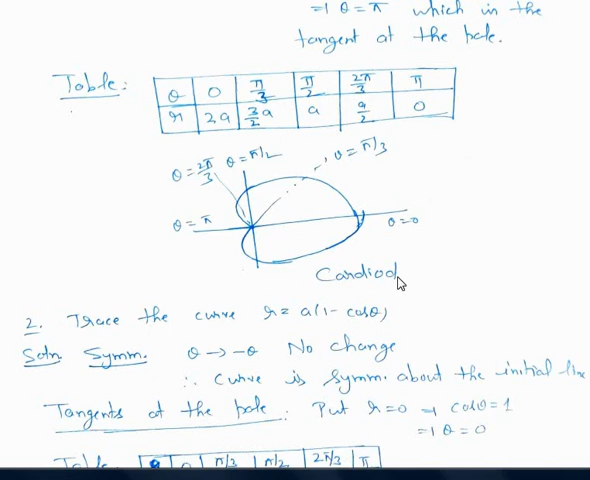 ⇒ θ = π which in the
tangent at the pole.
Table:
θ 0 π/3 π/2 2π/3 π
r 2a 3/2 a a a/2 0
θ = 2π/3 θ = π/2 θ = π/3
θ = π θ = 0
Cardiod
2. Trace the curve r = a(1 - cosθ)
Soln Symm. θ → -θ No change
∴ curve is symm. about the initial line
Tangents at the pole: Put r = 0 ⇒ cosθ = 1
⇒ θ = 0
Table θ 0 π/3 π/2 2π/3 π